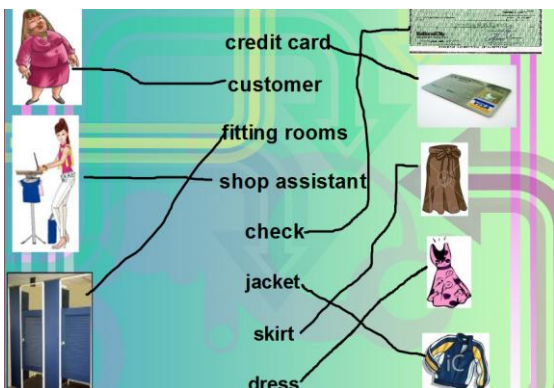 credit card
customer
fitting rooms
shop assistant
check
jacket
skirt
dress